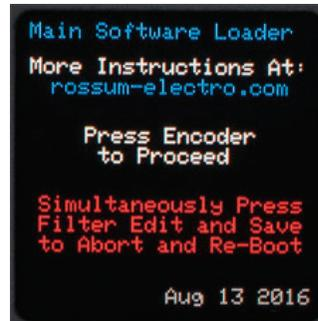 Main Software Loader
More Instructions At:
rossum-electro.com
Press Encoder
to Proceed
Simultaneously Press
Filter Edit and Save
to Abort and Re-Boot
Aug 13 2016